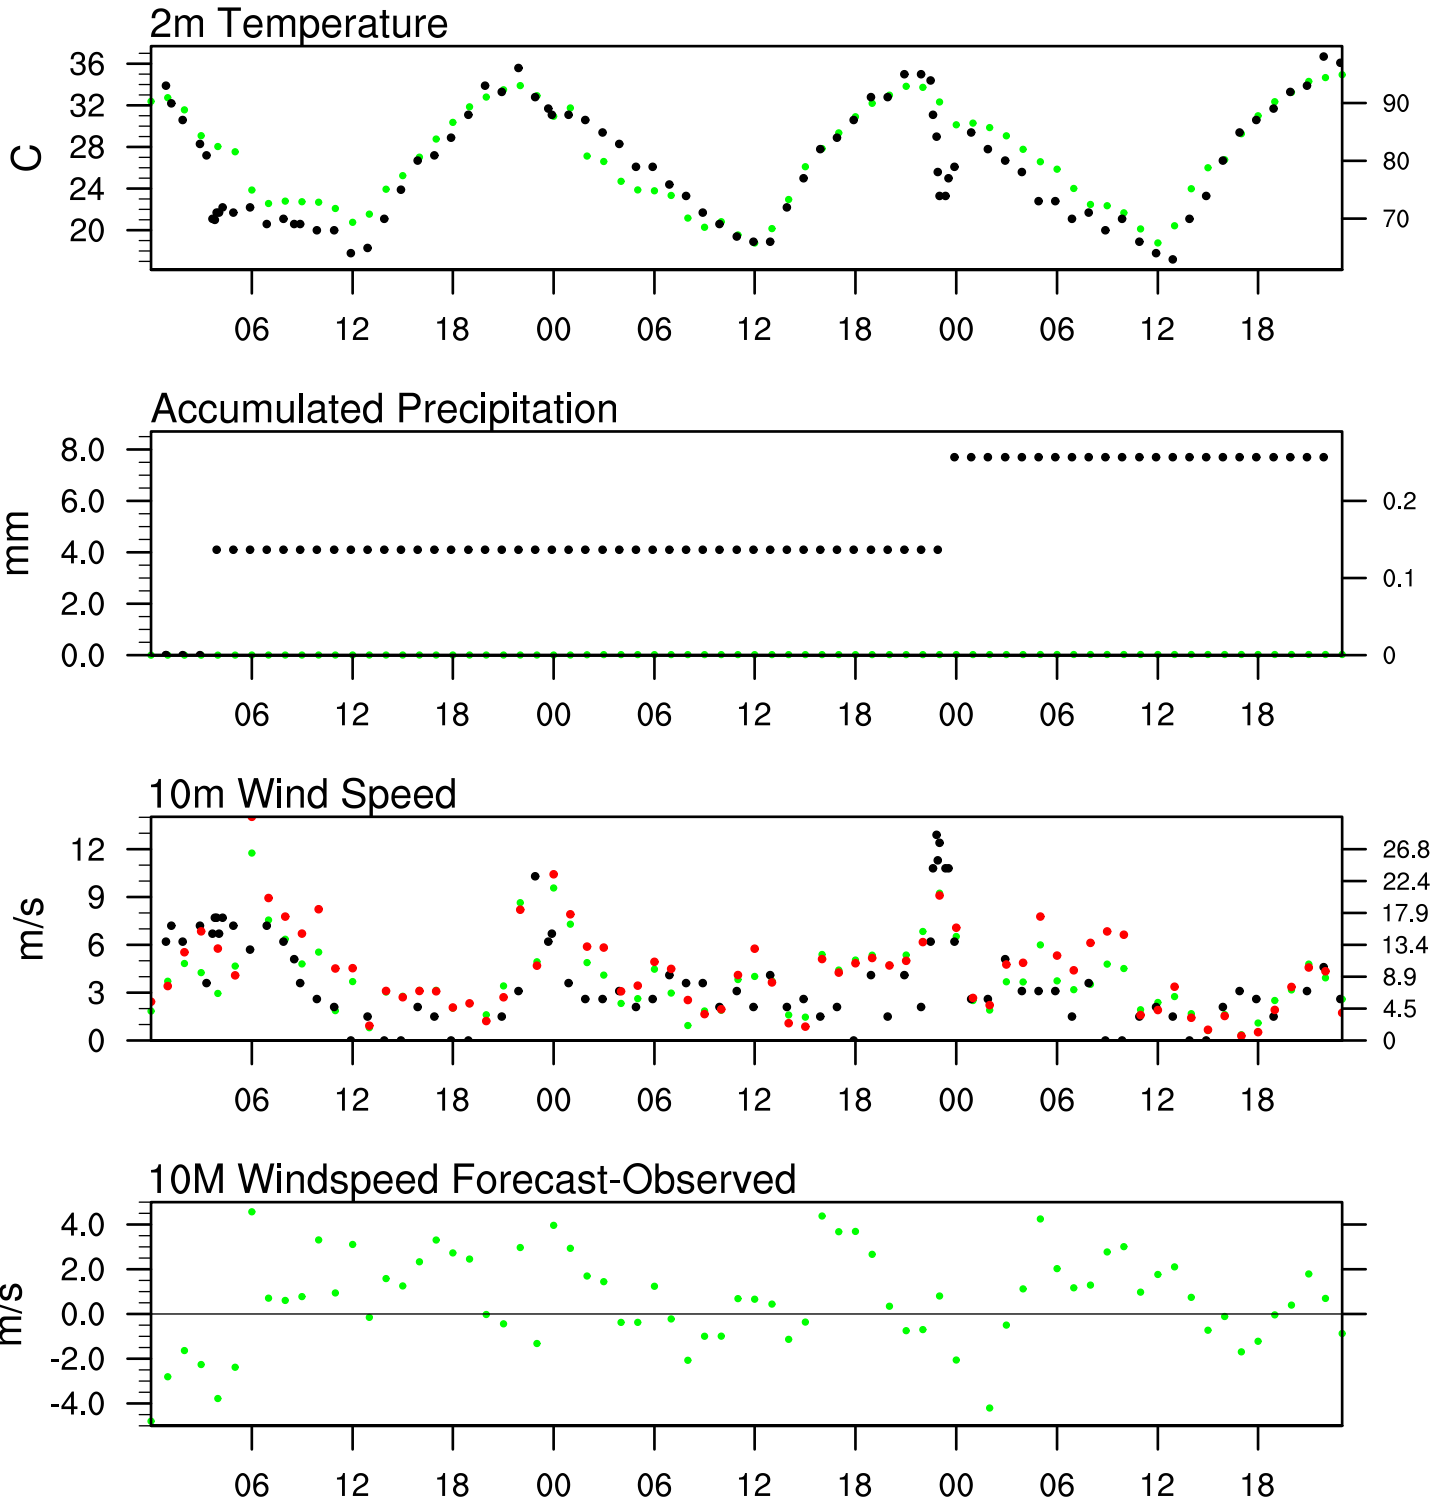 2m Temperature
36
32
28
24
20
C
90
80
70
06 12 18 00 06 12 18 00 06 12 18
Accumulated Precipitation
8.0
6.0
4.0
2.0
0.0
mm
0.2
0.1
0
06 12 18 00 06 12 18 00 06 12 18
10m Wind Speed
12
9
6
3
0
m/s
26.8
22.4
17.9
13.4
8.9
4.5
0
06 12 18 00 06 12 18 00 06 12 18
10M Windspeed Forecast-Observed
4.0
2.0
0.0
-2.0
-4.0
m/s
06 12 18 00 06 12 18 00 06 12 18